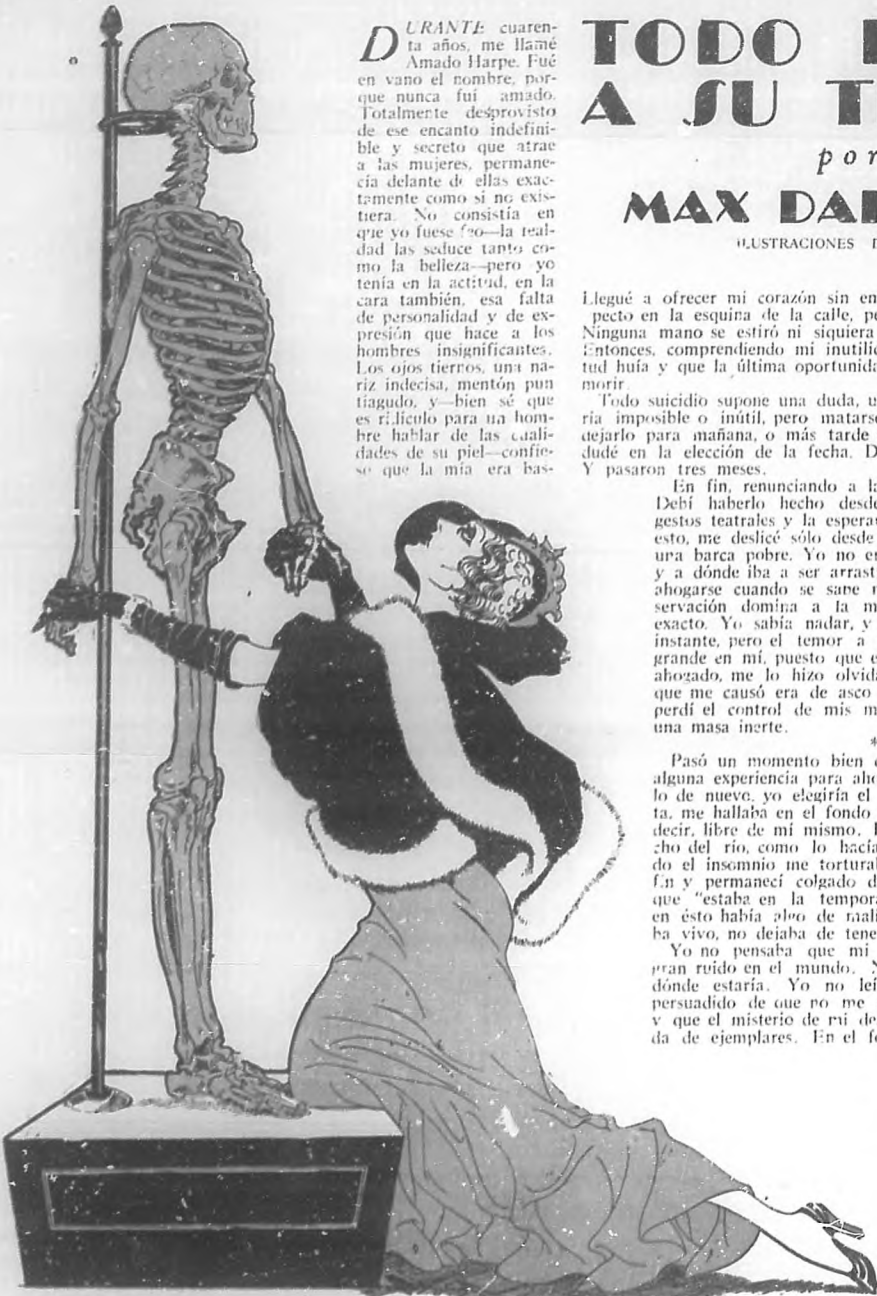 TODO
A SU T
por
MAX DAR
ILUSTRACIONES D
DURANTE cuaren-
ta años, me llamé
Amado Harpe. Fué
en vano el nombre, por-
que nunca fui amado.
Totalmente desprovisto
de ese encanto indefini-
ble y secreto que atrae
a las mujeres, permane-
cía delante de ellas exac-
tamente como si no exis-
tiera. No consistía en
que yo fuese feo—la feal-
dad las seduce tanto co-
mo la belleza—pero yo
tenía en la actitud, en la
cara también, esa falta
de personalidad y de ex-
presión que hace a los
hombres insignificantes.
Los ojos tiernos, una na-
riz indecisa, mentón pun
tiagudo, y—bien sé que
es ridículo para un hom-
bre hablar de las cuali-
dades de su piel—confie-
so que la mía era bas-
Llegué a ofrecer mi corazón sin en
pecto en la esquina de la calle, pe
Ninguna mano se estiró ni siquiera
Entonces, comprendiendo mi inutilid
tud huía y que la última oportunida
morir.
Todo suicidio supone una duda, u
ría imposible o inútil, pero matarse
dejarlo para mañana, o más tarde
dudé en la elección de la fecha. D
Y pasaron tres meses.
En fin, renunciando a la
Debí haberlo hecho desde
gestos teatrales y la espera
esto, me deslicé sólo desde
una barca pobre. Yo no en
y a dónde iba a ser arrast
ahogarse cuando se sabe n
servación domina a la m
exacto. Yo sabía nadar, y
instante, pero el temor a
grande en mí, puesto que e
ahogado, me lo hizo olvida
que me causó era de asco
perdí el control de mis m
una masa inerte.
*
Pasó un momento bien
alguna experiencia para aho
lo de nuevo, yo elegiría el
ta, me hallaba en el fondo
decir, libre de mí mismo.
cho del río, como lo hacía
do el insomnio me tortural
fin y permanecí colgado d
que "estaba en la tempora
en ésto había algo de mali
ba vivo, no dejaba de tene
Yo no pensaba que mi
gran ruido en el mundo. N
dónde estaría. Yo no leí
persuadido de que no me
y que el misterio de mi de
da de ejemplares. En el fo